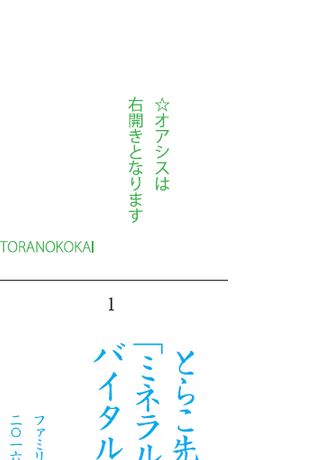 ☆オアシスは
右開きとなります
TORANOKOKAI
1
とらこ先
「ミネラル
バイタル
ファミリ
二〇一六